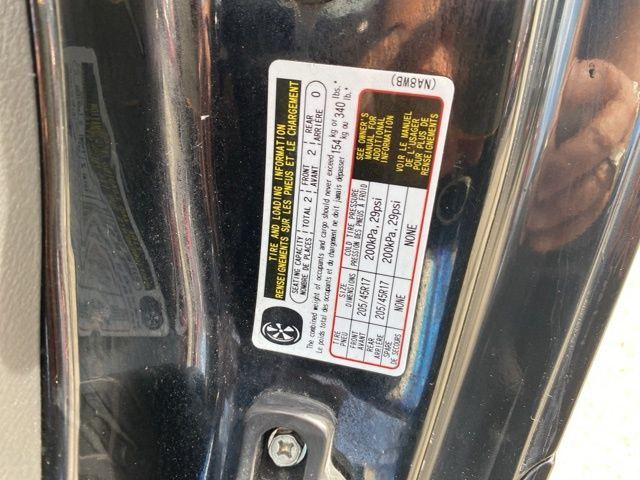 TIRE AND LOADING INFORMATION
RENSEIGNEMENTS SUR LES PNEUS ET LE CHARGEMENT
SEATING CAPACITY TOTAL 2 FRONT 2 REAR 0
NOMBRE DE PLACES AVANT ARRIÈRE
The combined weight of occupants and cargo should never exceed 154 kg or 340 lbs.*
Le poids total des occupants et du chargement ne doit jamais dépasser 154 kg ou 340 lb.*
TIRE SIZE COLD TIRE PRESSURE
PNEU DIMENSIONS PRESSION DES PNEUS À FROID
FRONT 205/45R17 200kPa, 29psi
AVANT
REAR 205/45R17 200kPa, 29psi
ARRIÈRE
SPARE NONE NONE
DE SECOURS
SEE OWNER'S
MANUAL FOR
ADDITIONAL
INFORMATION
VOIR LE MANUEL
DE L'USAGER
POUR PLUS DE
RENSEIGNEMENTS
(NA8WB)